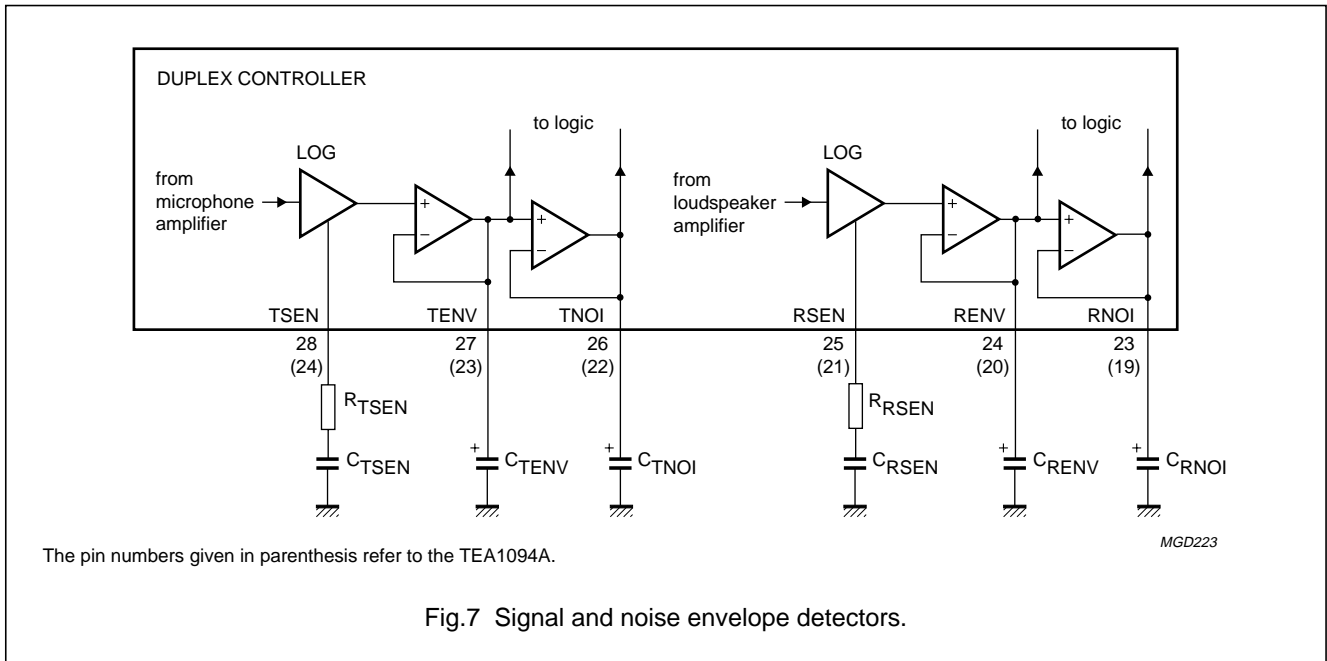 DUPLEX CONTROLLER
to logic
to logic
LOG
LOG
from
microphone
amplifier
from
loudspeaker
amplifier
+
−
+
−
+
−
+
−
TSEN
TENV
TNOI
RSEN
RENV
RNOI
28
(24)
27
(23)
26
(22)
25
(21)
24
(20)
23
(19)
RTSEN
RRSEN
CTSEN
+
CTENV
+
CTNOI
CRSEN
+
CRENV
+
CRNOI
The pin numbers given in parenthesis refer to the TEA1094A.
MGD223
Fig.7 Signal and noise envelope detectors.